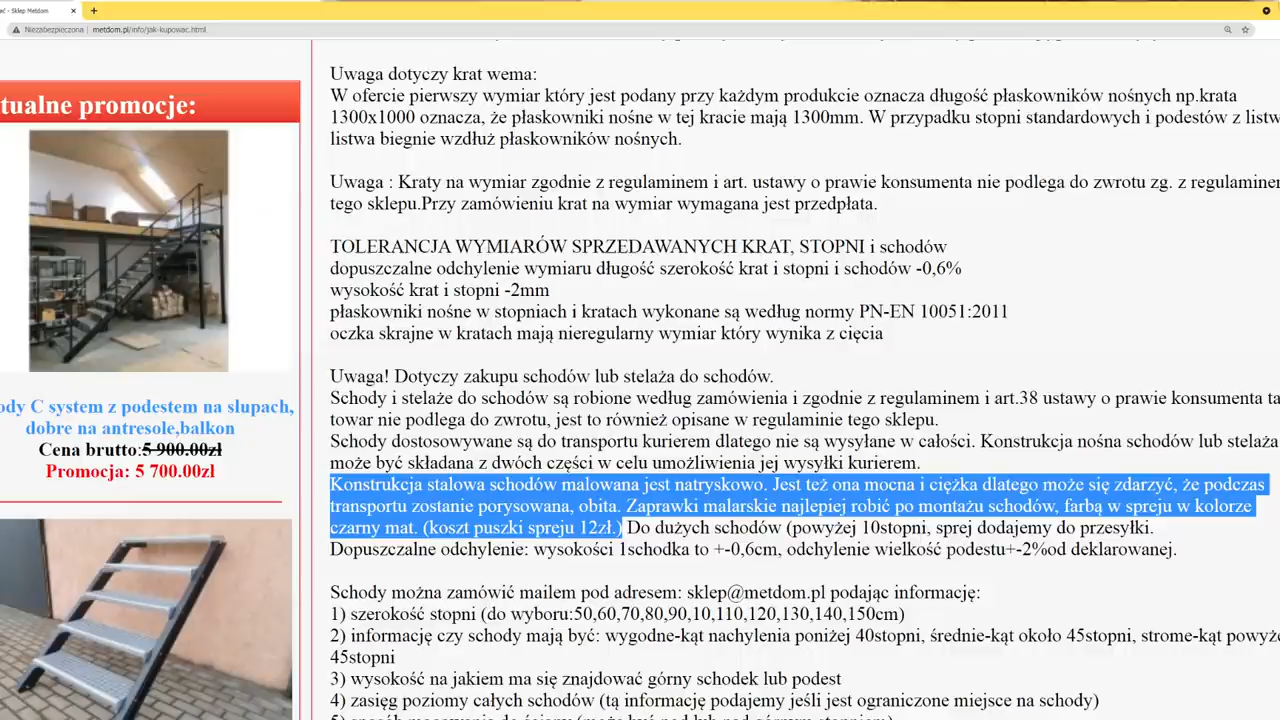 eć - Sklep Metdom
Niezabezpieczona | metdom.pl/info/jak-kupowac.html
tualne promocje:
ody C system z podestem na słupach,
dobre na antresole,balkon
Cena brutto:5 900.00zł
Promocja: 5 700.00zł
Uwaga dotyczy krat wema:
W ofercie pierwszy wymiar który jest podany przy każdym produkcie oznacza długość płaskowników nośnych np.krata
1300x1000 oznacza, że płaskowniki nośne w tej kracie mają 1300mm. W przypadku stopni standardowych i podestów z listw
listwa biegnie wzdłuż płaskowników nośnych.
Uwaga : Kraty na wymiar zgodnie z regulaminem i art. ustawy o prawie konsumenta nie podlega do zwrotu zg. z regulaminem
tego sklepu.Przy zamówieniu krat na wymiar wymagana jest przedpłata.
TOLERANCJA WYMIARÓW SPRZEDAWANYCH KRAT, STOPNI i schodów
dopuszczalne odchylenie wymiaru długość szerokość krat i stopni i schodów -0,6%
wysokość krat i stopni -2mm
płaskowniki nośne w stopniach i kratach wykonane są według normy PN-EN 10051:2011
oczka skrajne w kratach mają nieregularny wymiar który wynika z cięcia
Uwaga! Dotyczy zakupu schodów lub stelaża do schodów.
Schody i stelaże do schodów są robione według zamówienia i zgodnie z regulaminem i art.38 ustawy o prawie konsumenta ta
towar nie podlega do zwrotu, jest to również opisane w regulaminie tego sklepu.
Schody dostosowywane są do transportu kurierem dlatego nie są wysyłane w całości. Konstrukcja nośna schodów lub stelaża
może być składana z dwóch części w celu umożliwienia jej wysyłki kurierem.
Konstrukcja stalowa schodów malowana jest natryskowo. Jest też ona mocna i ciężka dlatego może się zdarzyć, że podczas
transportu zostanie porysowana, obita. Zaprawki malarskie najlepiej robić po montażu schodów, farbą w spreju w kolorze
czarny mat. (koszt puszki spreju 12zł.) Do dużych schodów (powyżej 10stopni, sprej dodajemy do przesyłki.
Dopuszczalne odchylenie: wysokości 1schodka to +-0,6cm, odchylenie wielkość podestu+-2%od deklarowanej.
Schody można zamówić mailem pod adresem: sklep@metdom.pl podając informację:
1) szerokość stopni (do wyboru:50,60,70,80,90,10,110,120,130,140,150cm)
2) informację czy schody mają być: wygodne-kąt nachylenia poniżej 40stopni, średnie-kąt około 45stopni, strome-kąt powyże
45stopni
3) wysokość na jakiem ma się znajdować górny schodek lub podest
4) zasięg poziomy całych schodów (tą informację podajemy jeśli jest ograniczone miejsce na schody)